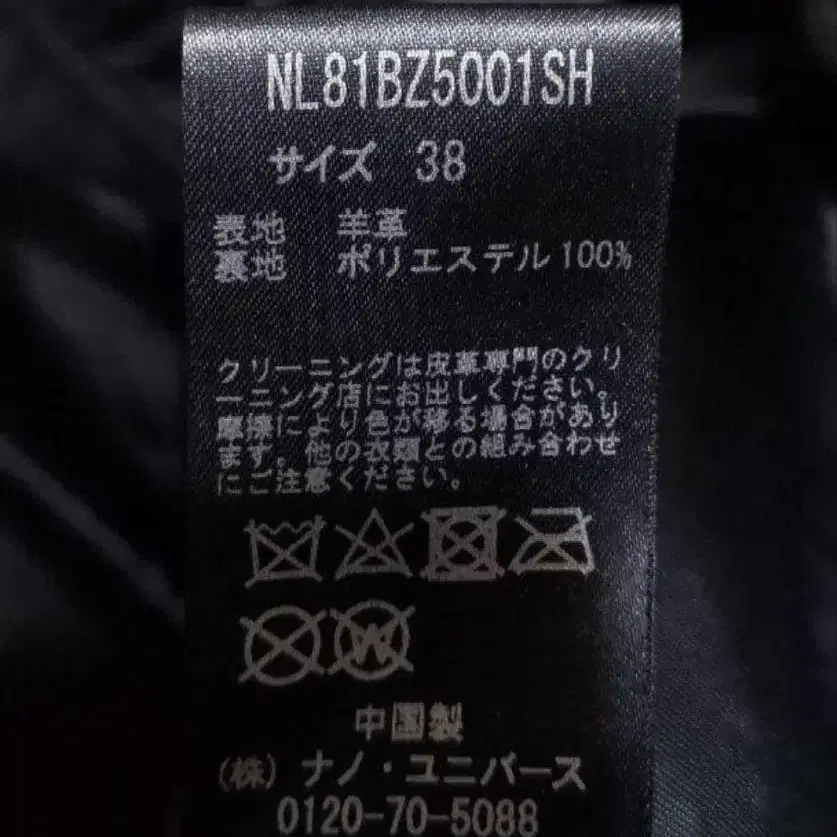 NL81BZ5001SH
サイズ 38
表地 羊革
裏地 ポリエステル100%
クリーニングは皮革専門のクリ
ーニング店にお出しください。
摩擦により色が移る場合があり
ます。他の衣類との組み合わせ
にご注意ください。
W
中国製
(株)ナノ・ユニバース
0120-70-5088